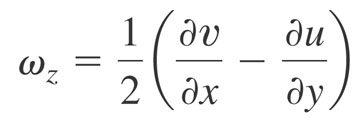 ω_z = 1/2 (∂v/∂x − ∂u/∂y)